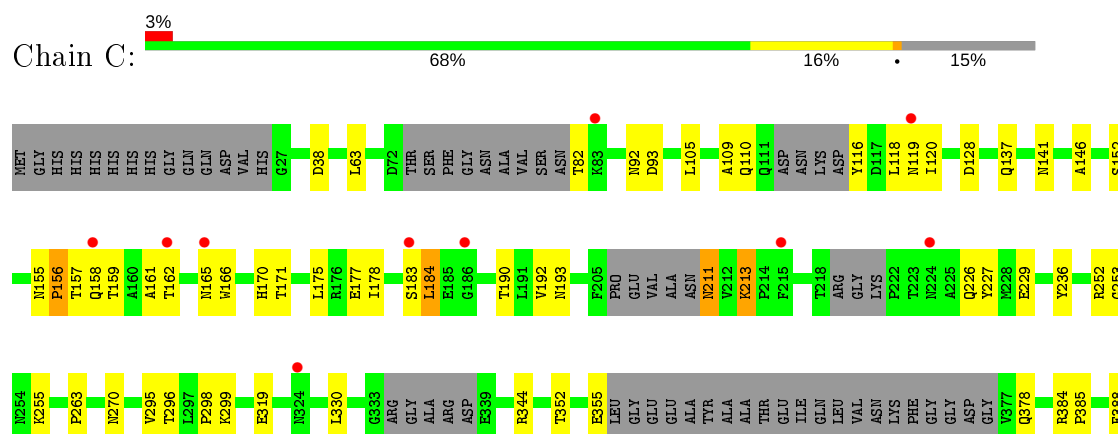 3%
Chain C:
68% 16% • 15%
MET GLY HIS HIS HIS HIS HIS HIS HIS GLY GLN GLN ASP VAL HIS G27 D38 L63 D72 THR SER PHE GLY ASN ALA VAL SER ASN T82 K83 N92 D93 L105 A109 Q110 Q111 ASP ASN LYS ASP Y116 D117 L118 N119 I120 D128 Q137 N141 A146 S152
N155 P156 T157 Q158 T159 A160 A161 T162 N165 W166 H170 T171 L175 R176 E177 I178 S183 L184 E185 G186 T190 L191 V192 N193 F205 PRO GLU VAL ALA ASN N211 V212 K213 P214 F215 T218 ARG GLY LYS P222 T223 N224 A225 Q226 Y227 M228 E229 Y236 R252 G253
N254 K255 P263 N270 V295 T296 L297 P298 K299 E319 N324 L330 G333 ARG GLY ALA ARG ASP E339 R344 T352 E355 LEU GLY GLU GLU ALA TYR ALA ALA THR GLU ILE GLN LEU VAL ASN LYS PHE GLY GLY ASP GLY V377 Q378 R384 P385